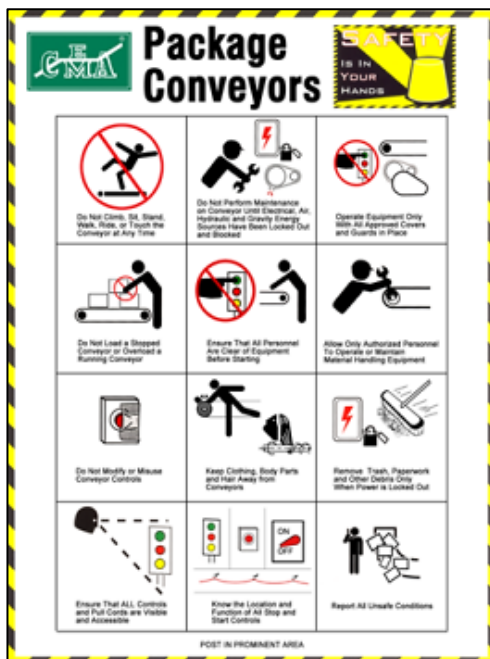 CEMA
Package
Conveyors
SAFETY
IS IN
YOUR
HANDS
Do Not Climb, Sit, Stand,
Walk, Ride, or Touch the
Conveyor at Any Time
Do Not Perform Maintenance
on Conveyor Until Electrical, Air,
Hydraulic and Gravity Energy
Sources Have Been Locked Out
and Blocked
Operate Equipment Only
With All Approved Covers
and Guards in Place
Do Not Load a Stopped
Conveyor or Overload a
Running Conveyor
Ensure That All Personnel
Are Clear of Equipment
Before Starting
Allow Only Authorized Personnel
To Operate or Maintain
Material Handling Equipment
Do Not Modify or Misuse
Conveyor Controls
Keep Clothing, Body Parts
and Hair Away from
Conveyors
Remove Trash, Paperwork
and Other Debris Only
When Power is Locked Out
Ensure That ALL Controls
and Pull Cords are Visible
and Accessible
ON
OFF
Know the Location and
Function of All Stop and
Start Controls
Report All Unsafe Conditions
POST IN PROMINENT AREA